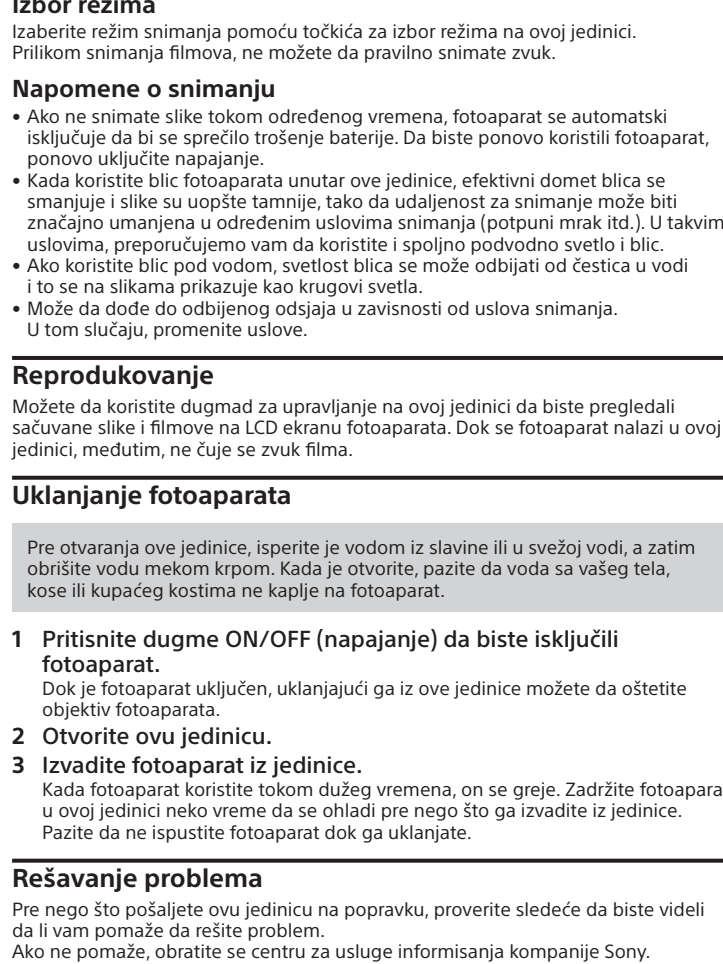 Izbor režima
Izaberite režim snimanja pomoću točkića za izbor režima na ovoj jedinici.
Prilikom snimanja filmova, ne možete da pravilno snimate zvuk.
Napomene o snimanju
• Ako ne snimate slike tokom određenog vremena, fotoaparat se automatski
isključuje da bi se sprečilo trošenje baterije. Da biste ponovo koristili fotoaparat,
ponovo uključite napajanje.
• Kada koristite blic fotoaparata unutar ove jedinice, efektivni domet blica se
smanjuje i slike su uopšte tamnije, tako da udaljenost za snimanje može biti
značajno umanjena u određenim uslovima snimanja (potpuni mrak itd.). U takvim
uslovima, preporučujemo vam da koristite i spoljno podvodno svetlo i blic.
• Ako koristite blic pod vodom, svetlost blica se može odbijati od čestica u vodi
i to se na slikama prikazuje kao krugovi svetla.
• Može da dođe do odbijenog odsjaja u zavisnosti od uslova snimanja.
U tom slučaju, promenite uslove.
Reprodukovanje
Možete da koristite dugmad za upravljanje na ovoj jedinici da biste pregledali
sačuvane slike i filmove na LCD ekranu fotoaparata. Dok se fotoaparat nalazi u ovoj
jedinici, međutim, ne čuje se zvuk filma.
Uklanjanje fotoaparata
Pre otvaranja ove jedinice, isperite je vodom iz slavine ili u svežoj vodi, a zatim
obrišite vodu mekom krpom. Kada je otvorite, pazite da voda sa vašeg tela,
kose ili kupaćeg kostima ne kaplje na fotoaparat.
1 Pritisnite dugme ON/OFF (napajanje) da biste isključili
fotoaparat.
Dok je fotoaparat uključen, uklanjajući ga iz ove jedinice možete da oštetite
objektiv fotoaparata.
2 Otvorite ovu jedinicu.
3 Izvadite fotoaparat iz jedinice.
Kada fotoaparat koristite tokom dužeg vremena, on se greje. Zadržite fotoapara
u ovoj jedinici neko vreme da se ohladi pre nego što ga izvadite iz jedinice.
Pazite da ne ispustite fotoaparat dok ga uklanjate.
Rešavanje problema
Pre nego što pošaljete ovu jedinicu na popravku, proverite sledeće da biste videli
da li vam pomaže da rešite problem.
Ako ne pomaže, obratite se centru za usluge informisanja kompanije Sony.